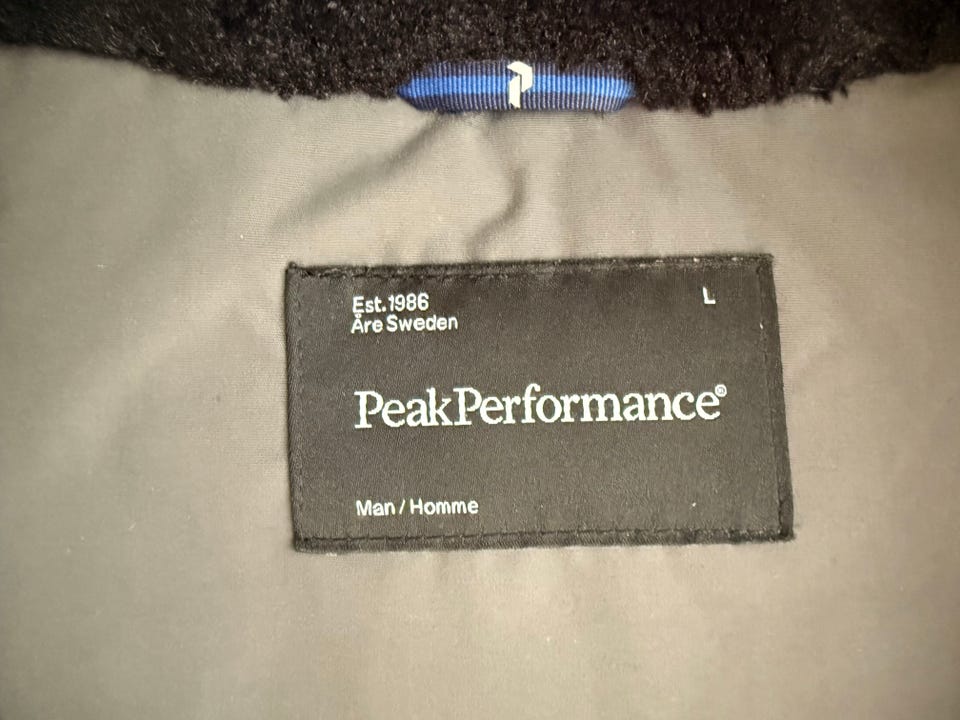 Est.1986
L
Åre Sweden
PeakPerformance®
Man / Homme